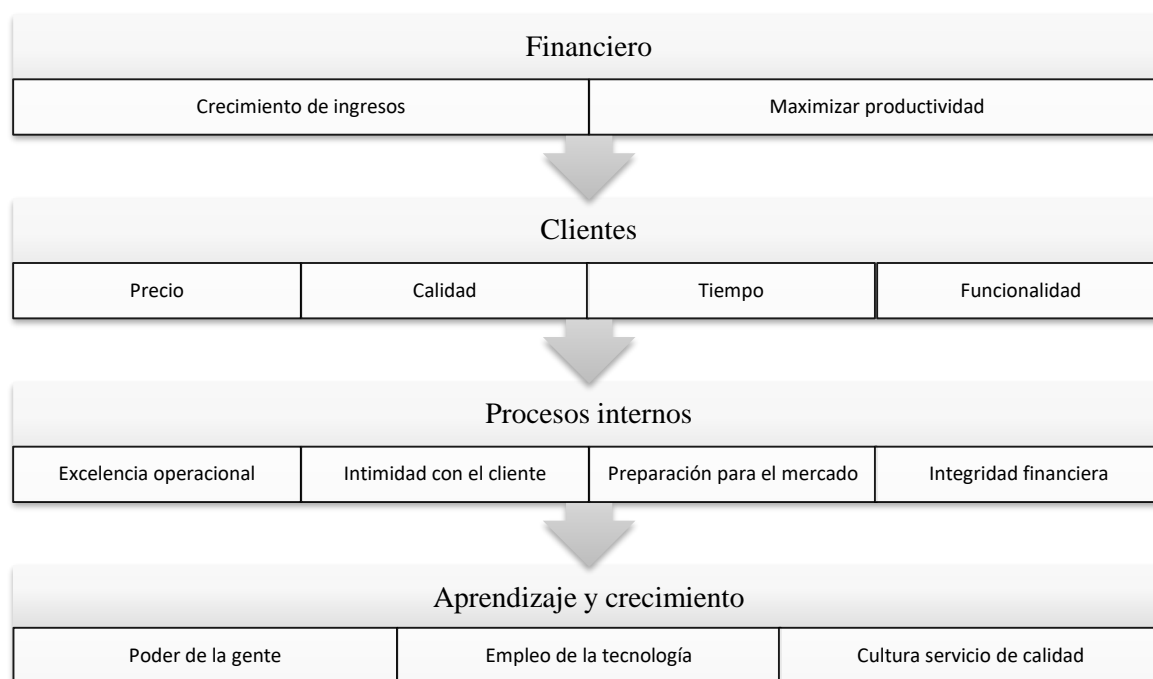 Financiero
Crecimiento de ingresos
Maximizar productividad
Clientes
Precio
Calidad
Tiempo
Funcionalidad
Procesos internos
Excelencia operacional
Intimidad con el cliente
Preparación para el mercado
Integridad financiera
Aprendizaje y crecimiento
Poder de la gente
Empleo de la tecnología
Cultura servicio de calidad